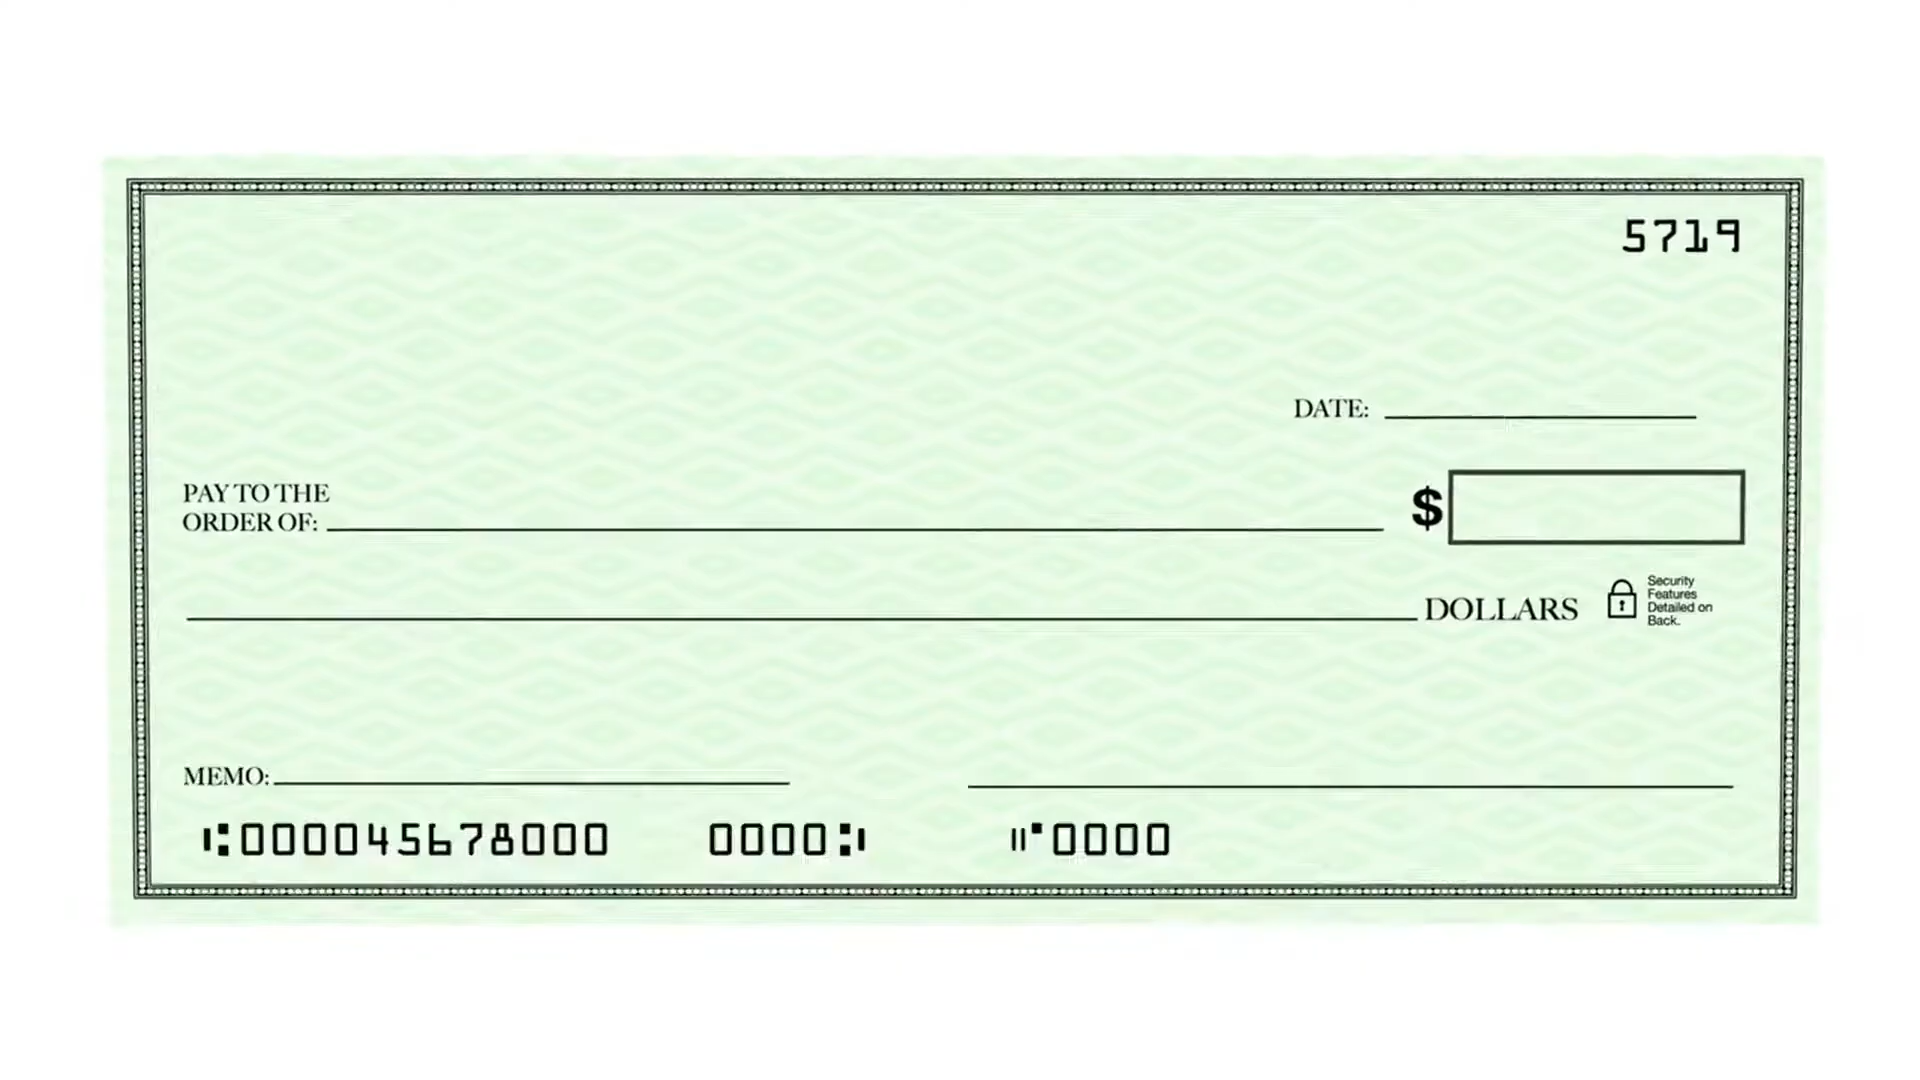 5719
DATE:
PAY TO THE
ORDER OF:
$
DOLLARS
Security
Features
Detailed on
Back.
MEMO:
⑆000045678000 0000⑆ ⑈0000